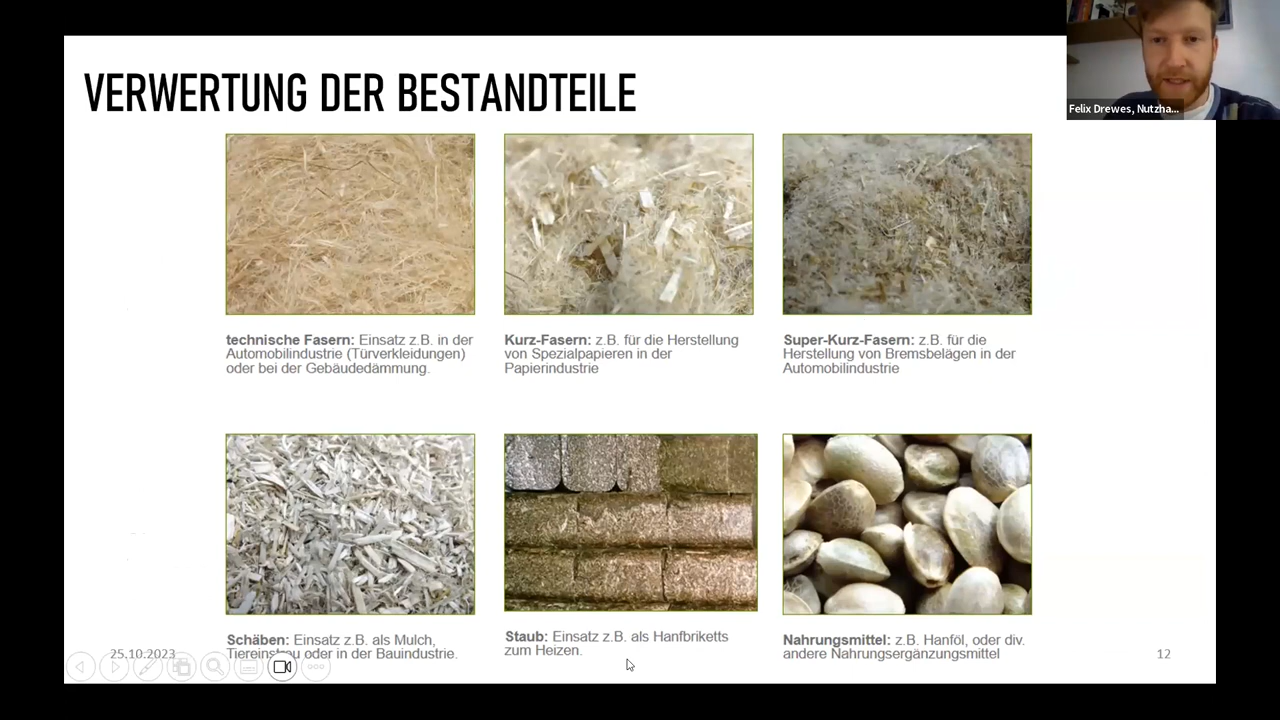 VERWERTUNG DER BESTANDTEILE
Felix Drewes, Nutzha...
technische Fasern: Einsatz z.B. in der
Automobilindustrie (Türverkleidungen)
oder bei der Gebäudedämmung.
Kurz-Fasern: z.B. für die Herstellung
von Spezialpapieren in der
Papierindustrie
Super-Kurz-Fasern: z.B. für die
Herstellung von Bremsbelägen in der
Automobilindustrie
Schäben: Einsatz z.B. als Mulch,
Tiereinstreu oder in der Bauindustrie.
Staub: Einsatz z.B. als Hanfbriketts
zum Heizen.
Nahrungsmittel: z.B. Hanföl, oder div.
andere Nahrungsergänzungsmittel
25.10.2023
12